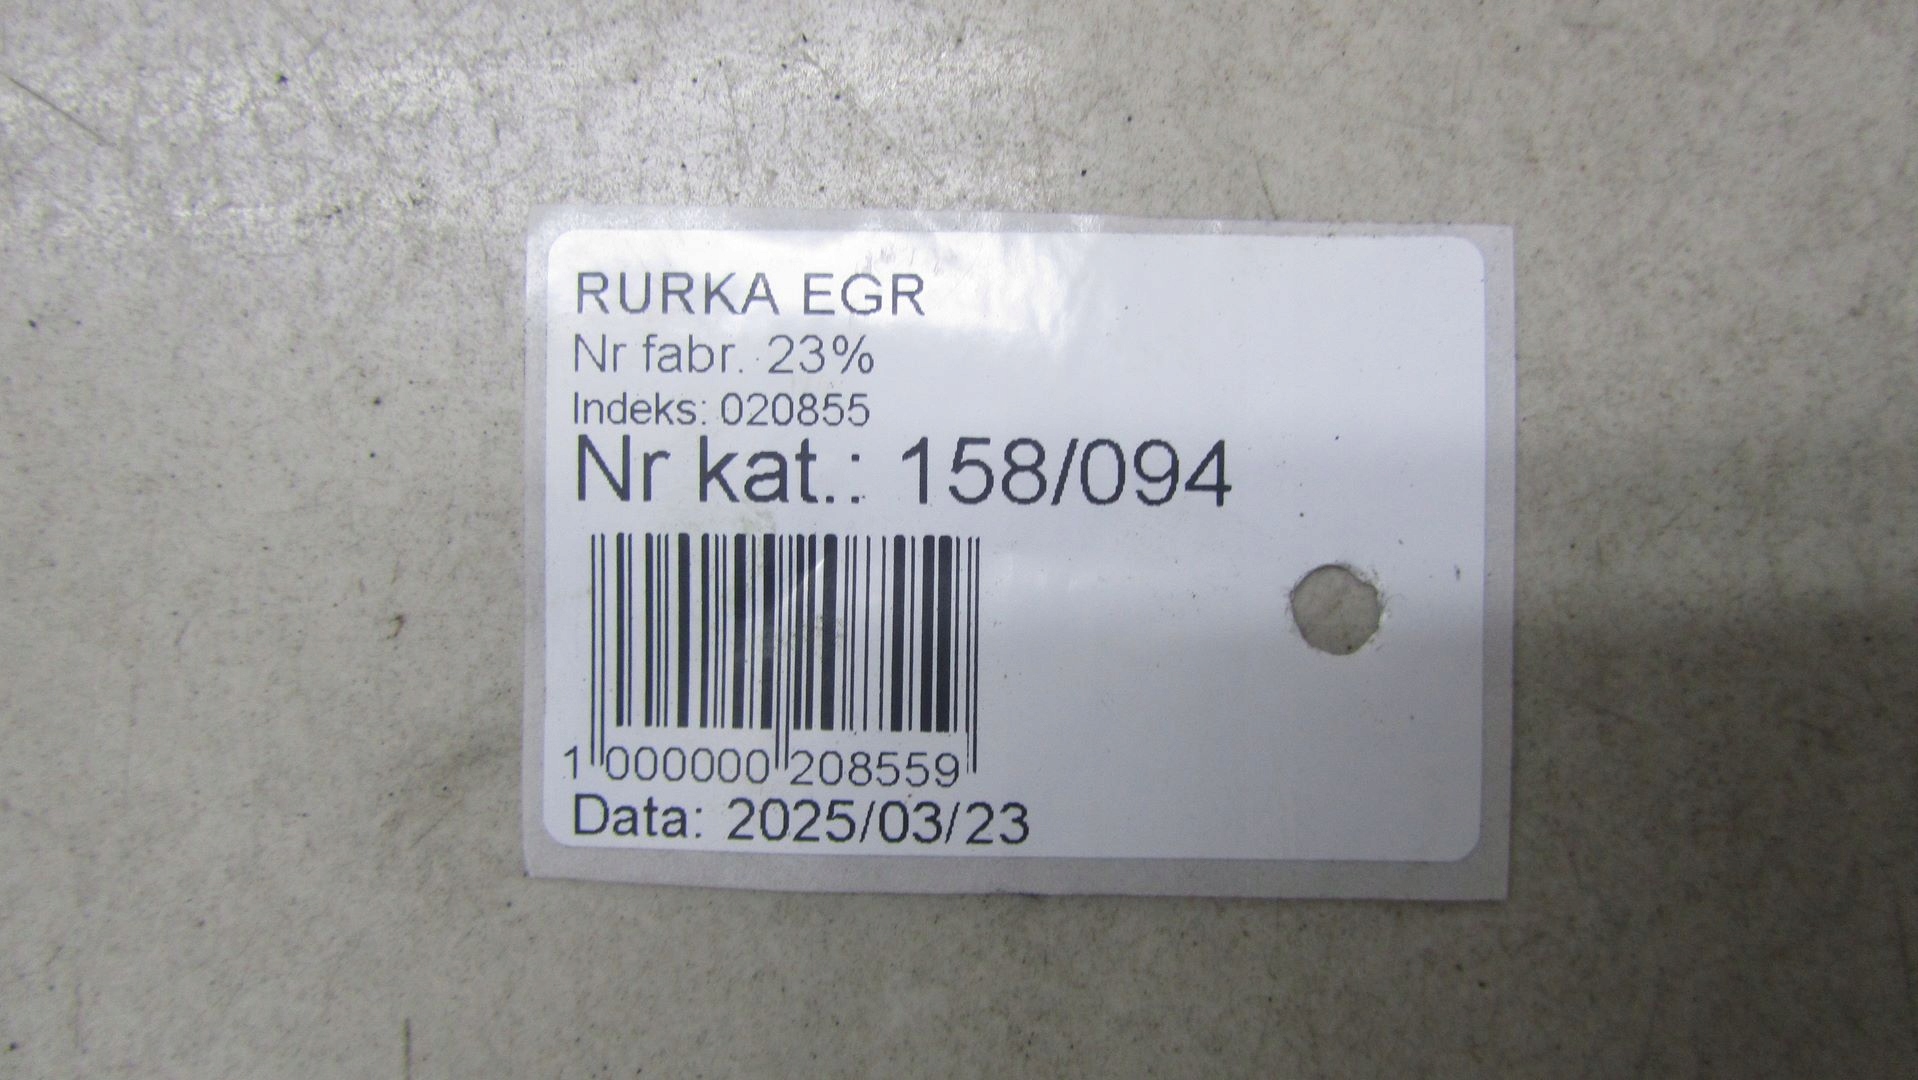 RURKA EGR
Nr fabr. 23%
Indeks: 020855
Nr kat.: 158/094
1 000000 208559
Data: 2025/03/23